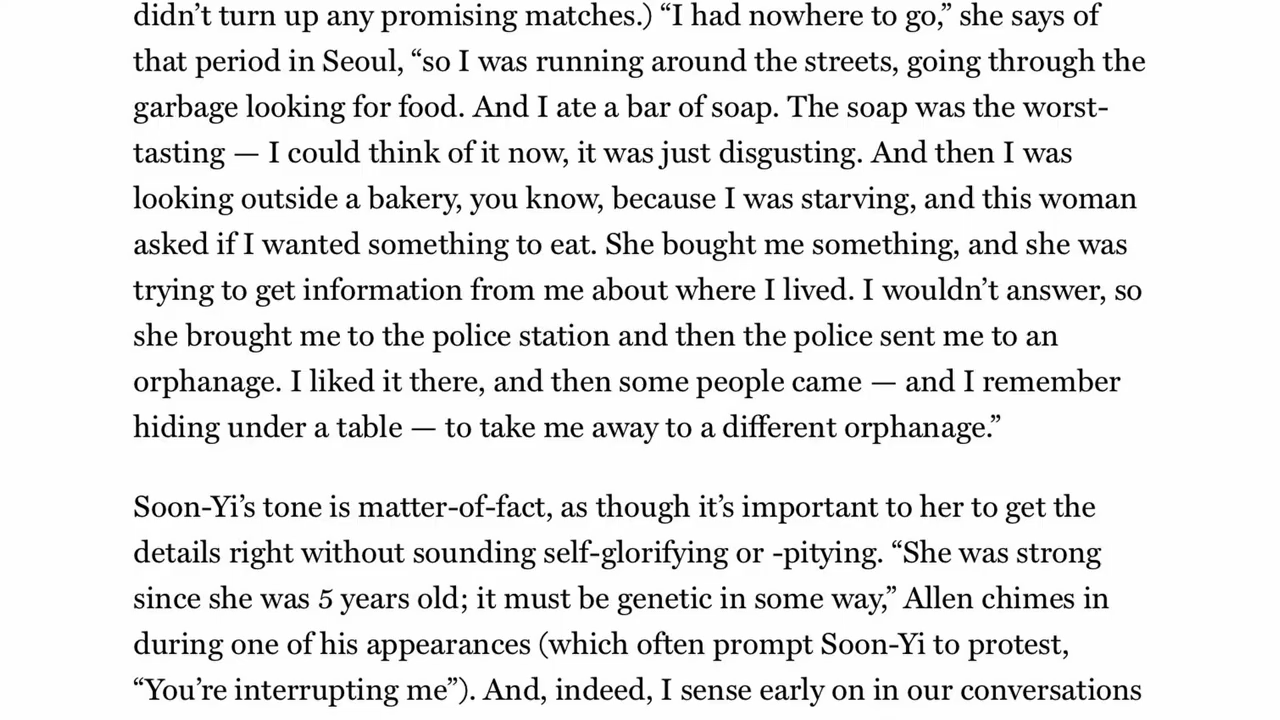 didn’t turn up any promising matches.) “I had nowhere to go,” she says of
that period in Seoul, “so I was running around the streets, going through the
garbage looking for food. And I ate a bar of soap. The soap was the worst-
tasting — I could think of it now, it was just disgusting. And then I was
looking outside a bakery, you know, because I was starving, and this woman
asked if I wanted something to eat. She bought me something, and she was
trying to get information from me about where I lived. I wouldn’t answer, so
she brought me to the police station and then the police sent me to an
orphanage. I liked it there, and then some people came — and I remember
hiding under a table — to take me away to a different orphanage.”
Soon-Yi’s tone is matter-of-fact, as though it’s important to her to get the
details right without sounding self-glorifying or -pitying. “She was strong
since she was 5 years old; it must be genetic in some way,” Allen chimes in
during one of his appearances (which often prompt Soon-Yi to protest,
“You’re interrupting me”). And, indeed, I sense early on in our conversations